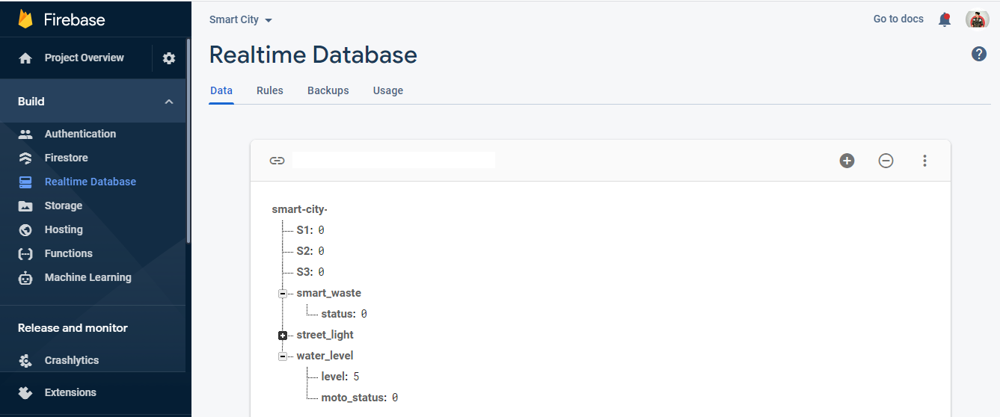 Firebase
Project Overview
Build
Authentication
Firestore
Realtime Database
Storage
Hosting
Functions
Machine Learning
Release and monitor
Crashlytics
Extensions
Smart City
Go to docs
Realtime Database
Data Rules Backups Usage
smart-city-
S1: 0
S2: 0
S3: 0
smart_waste
status: 0
street_light
water_level
level: 5
moto_status: 0